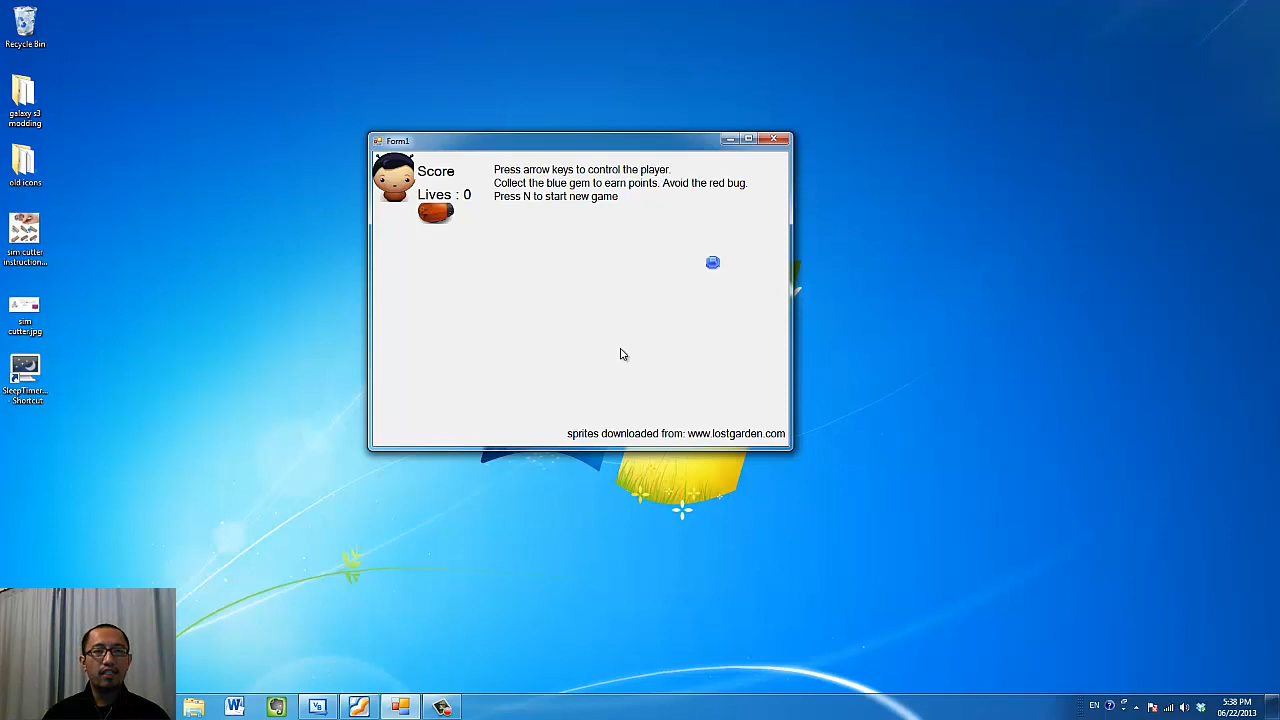 Recycle Bin
galaxy s3
modding
old icons
sim cutter
instruction...
sim
cutter.jpg
SleepTimer...
- Shortcut
Form1
Score
Lives : 0
Press arrow keys to control the player.
Collect the blue gem to earn points. Avoid the red bug.
Press N to start new game
sprites downloaded from: www.lostgarden.com
EN
5:38 PM
06/22/2013